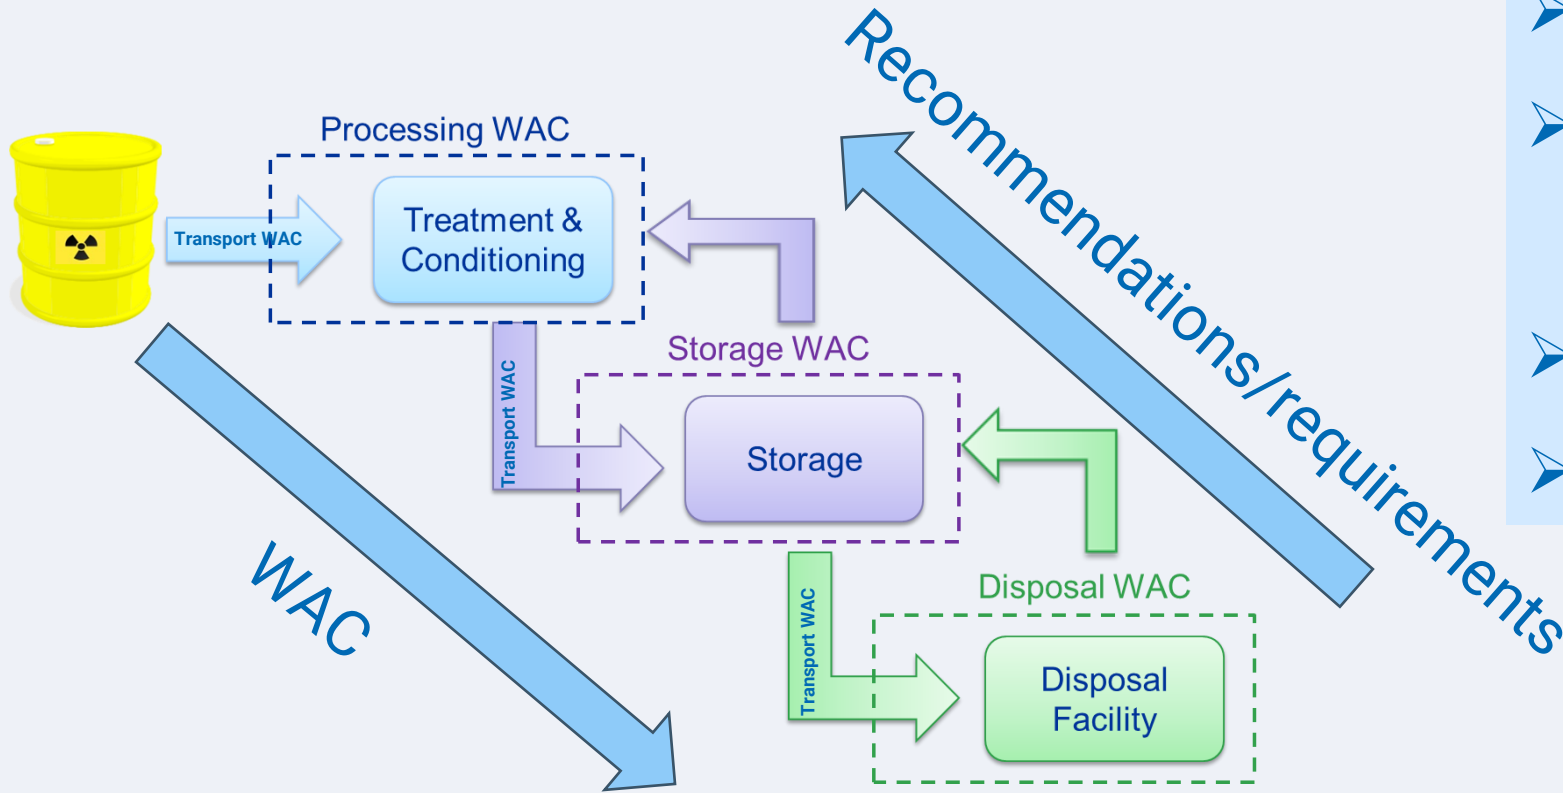 Recommendations/requirements
Processing WAC
Treatment &
Conditioning
Transport WAC
Storage WAC
Transport WAC
Storage
WAC
Disposal WAC
Transport WAC
Disposal
Facility